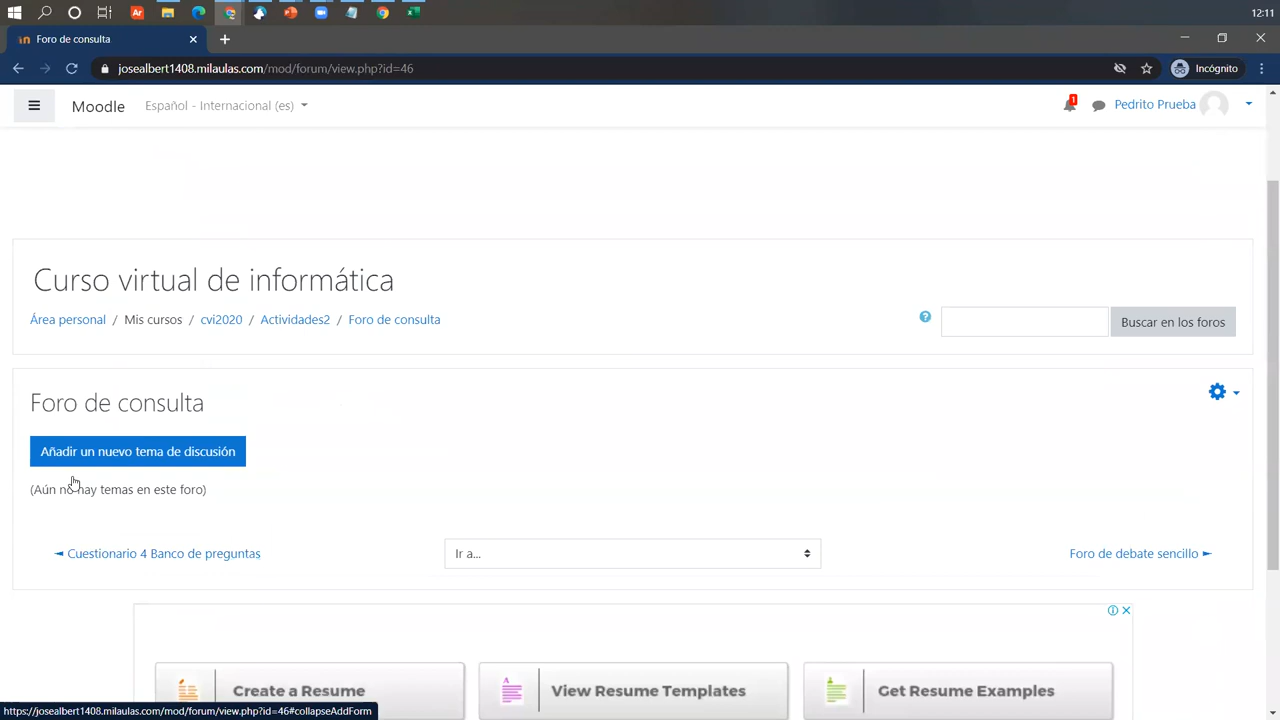 12:11
Foro de consulta
josealbert1408.milaulas.com/mod/forum/view.php?id=46
Incógnito
Moodle
Español - Internacional (es)
1
Pedrito Prueba
Curso virtual de informática
Área personal / Mis cursos / cvi2020 / Actividades2 / Foro de consulta
Buscar en los foros
Foro de consulta
Añadir un nuevo tema de discusión
(Aún no hay temas en este foro)
◄ Cuestionario 4 Banco de preguntas
Ir a...
Foro de debate sencillo ►
Create a Resume
View Resume Templates
Get Resume Examples
https://josealbert1408.milaulas.com/mod/forum/view.php?id=46#collapseAddForm